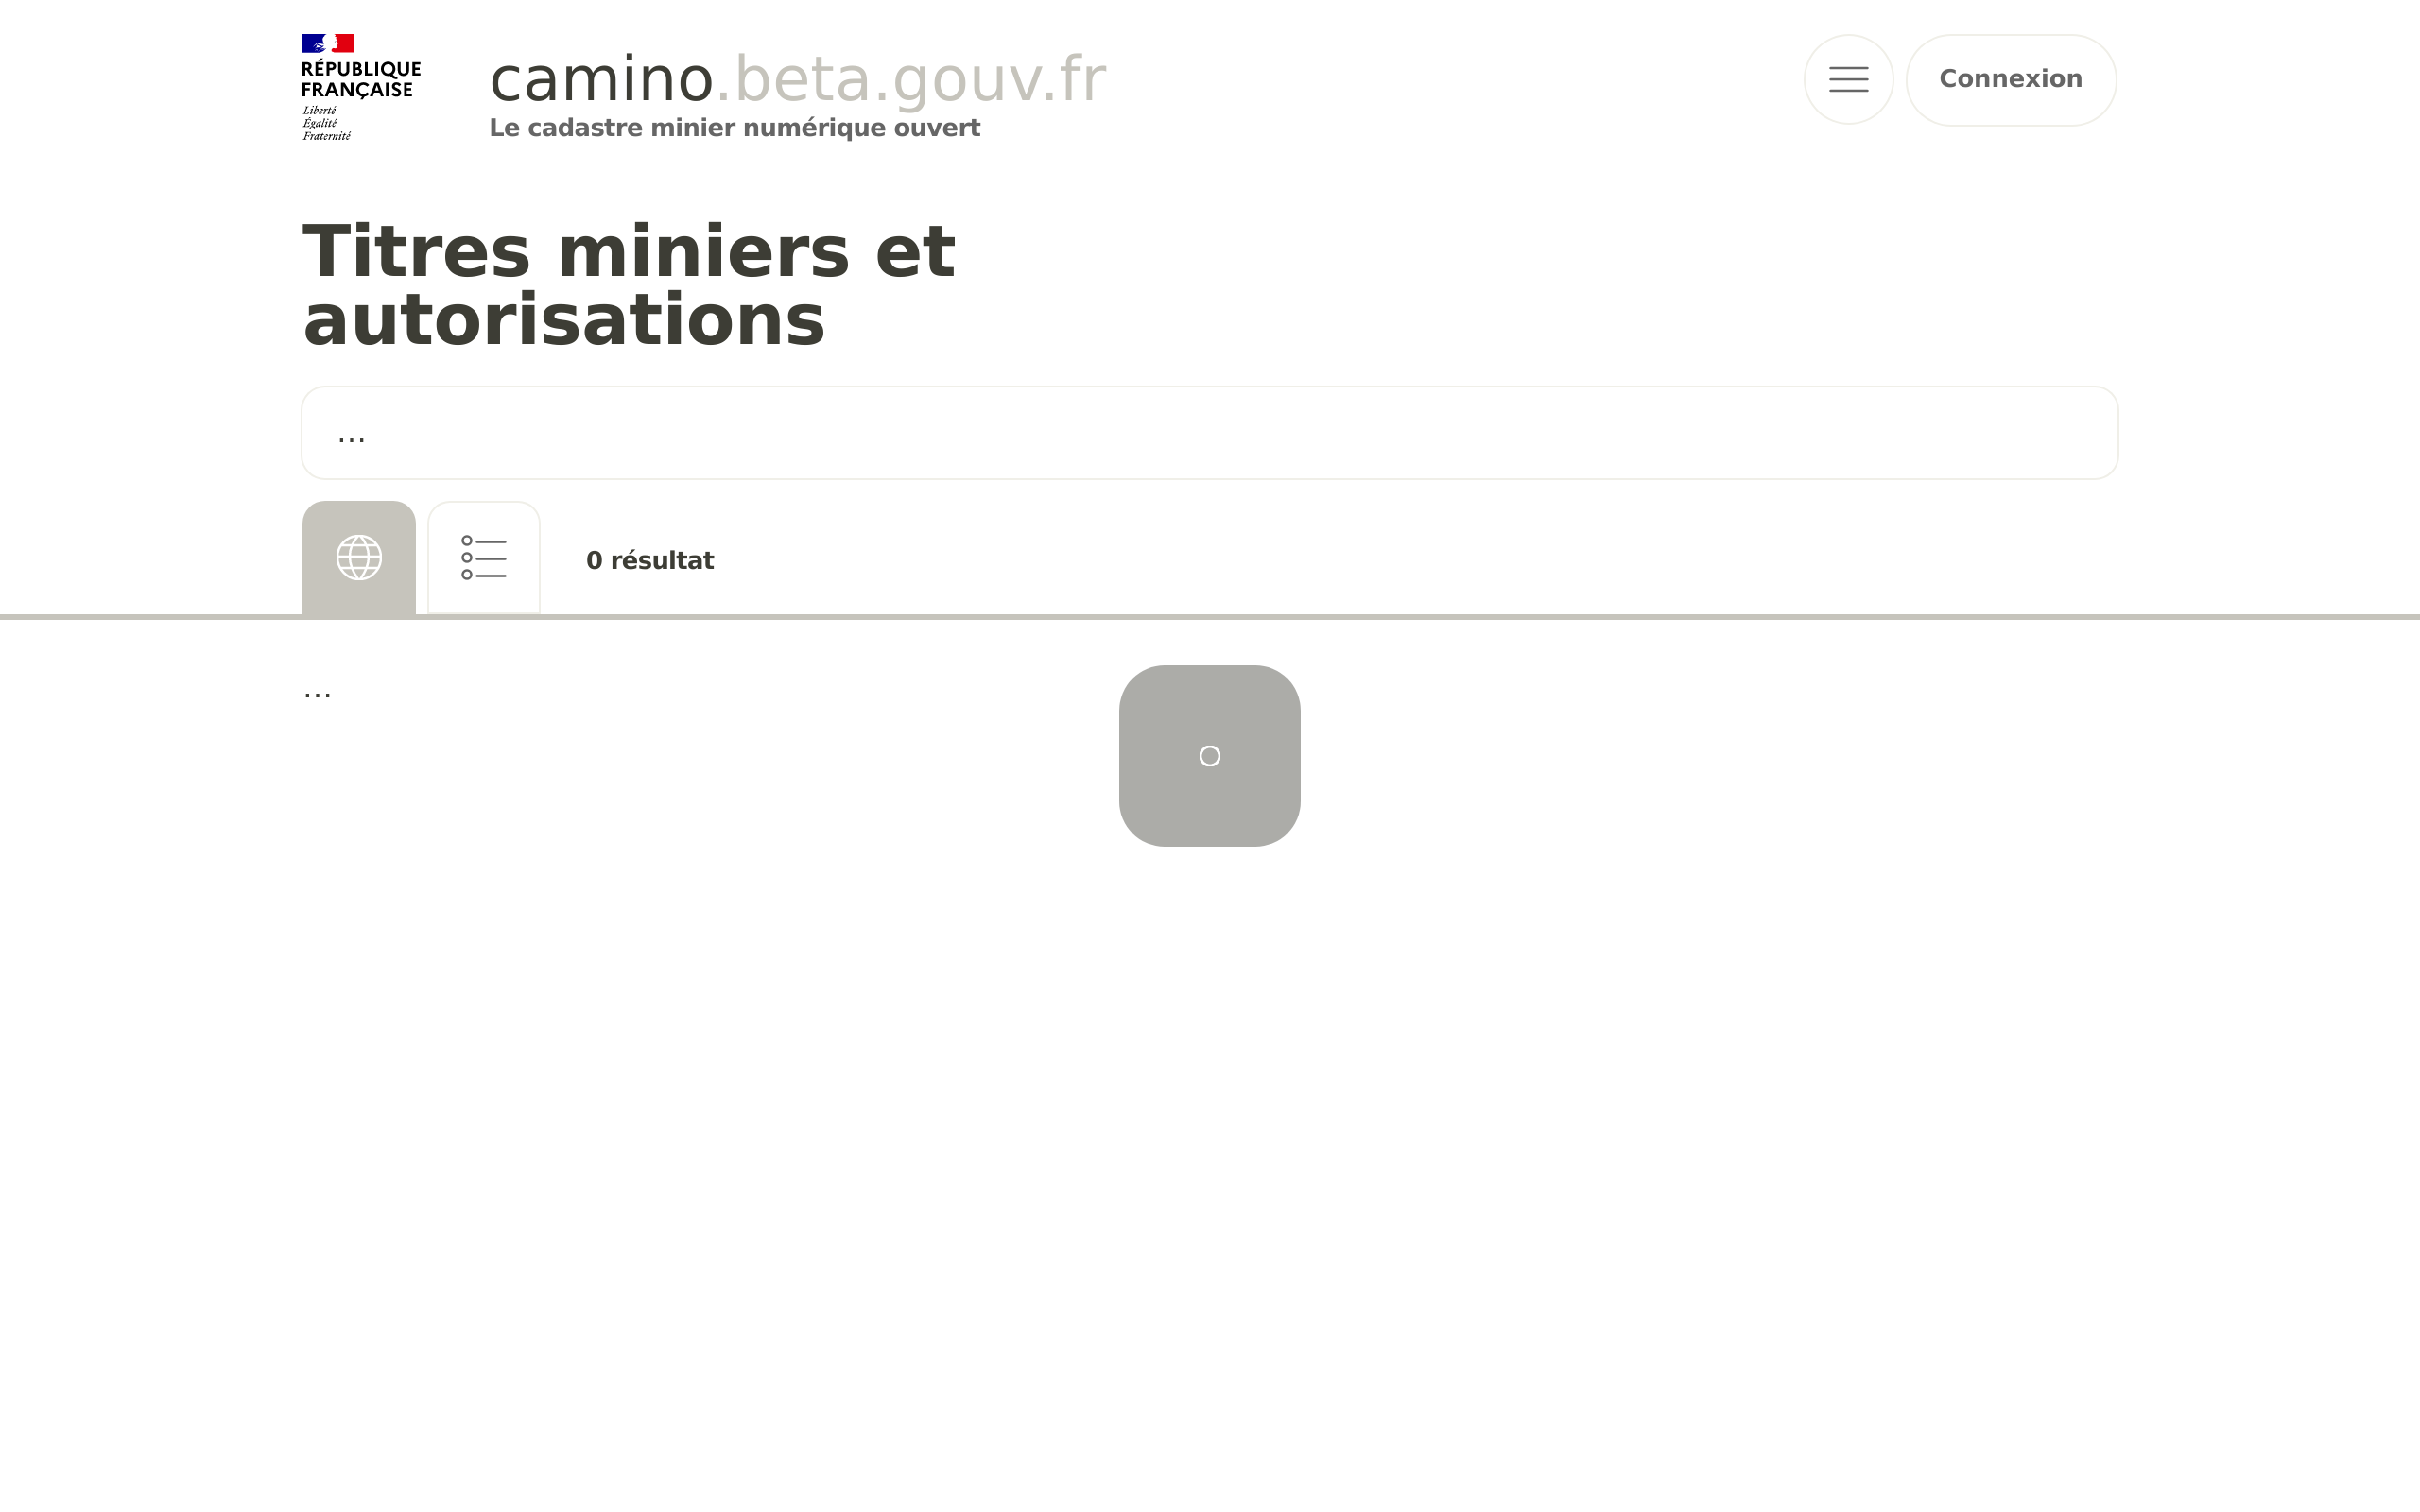 RÉPUBLIQUE
FRANÇAISE
Liberté
Égalité
Fraternité
camino.beta.gouv.fr
Le cadastre minier numérique ouvert
Connexion
Titres miniers et
autorisations
...
0 résultat
...